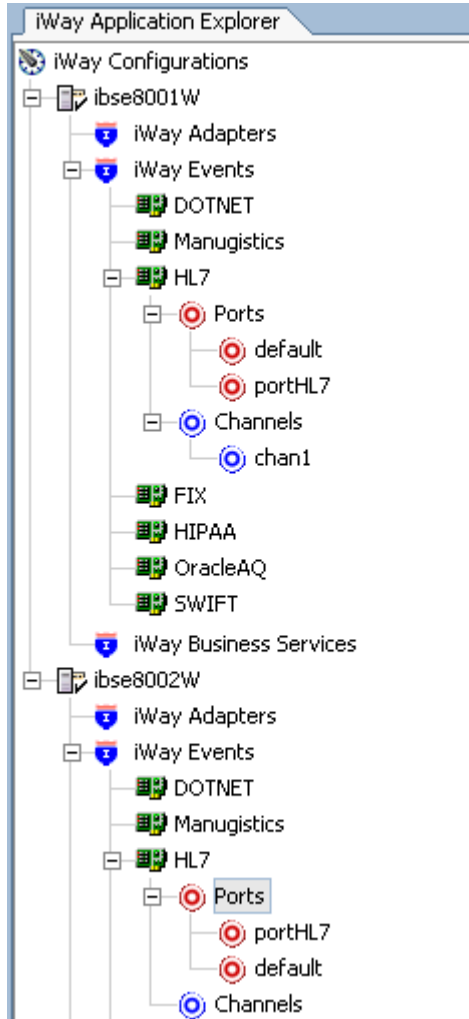 iWay Application Explorer
iWay Configurations
ibse8001W
iWay Adapters
iWay Events
DOTNET
Manugistics
HL7
Ports
default
portHL7
Channels
chan1
FIX
HIPAA
OracleAQ
SWIFT
iWay Business Services
ibse8002W
iWay Adapters
iWay Events
DOTNET
Manugistics
HL7
Ports
portHL7
default
Channels